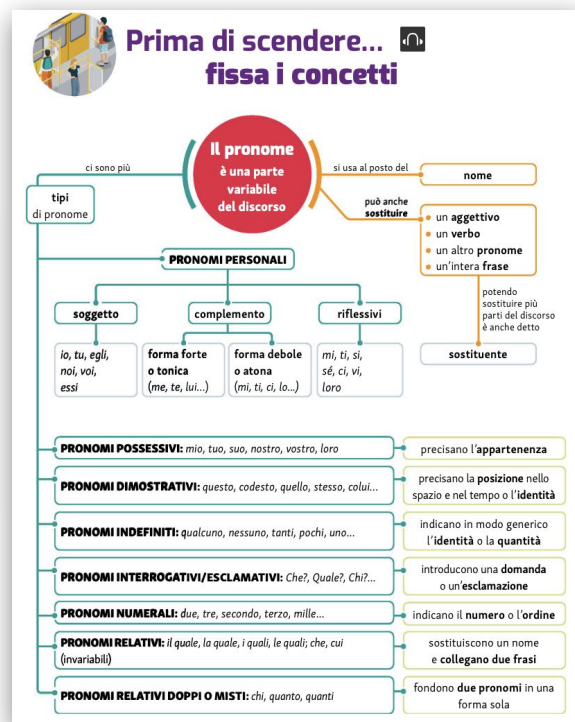 Prima di scendere...
fissa i concetti
Il pronome
è una parte
variabile
del discorso
ci sono più
tipi
di pronome
si usa al posto del
nome
può anche
sostituire
• un aggettivo
• un verbo
• un altro pronome
• un'intera frase
potendo
sostituire più
parti del discorso
è anche detto
sostituente
PRONOMI PERSONALI
soggetto
complemento
riflessivi
io, tu, egli,
noi, voi,
essi
forma forte
o tonica
(me, te, lui...)
forma debole
o atona
(mi, ti, ci, lo...)
mi, ti, si,
sé, ci, vi,
loro
PRONOMI POSSESSIVI: mio, tuo, suo, nostro, vostro, loro
precisano l'appartenenza
PRONOMI DIMOSTRATIVI: questo, codesto, quello, stesso, colui...
precisano la posizione nello
spazio e nel tempo o l'identità
PRONOMI INDEFINITI: qualcuno, nessuno, tanti, pochi, uno...
indicano in modo generico
l'identità o la quantità
PRONOMI INTERROGATIVI/ESCLAMATIVI: Che?, Quale?, Chi?...
introducono una domanda
o un'esclamazione
PRONOMI NUMERALI: due, tre, secondo, terzo, mille...
indicano il numero o l'ordine
PRONOMI RELATIVI: il quale, la quale, i quali, le quali; che, cui
(invariabili)
sostituiscono un nome
e collegano due frasi
PRONOMI RELATIVI DOPPI O MISTI: chi, quanto, quanti
fondono due pronomi in una
forma sola